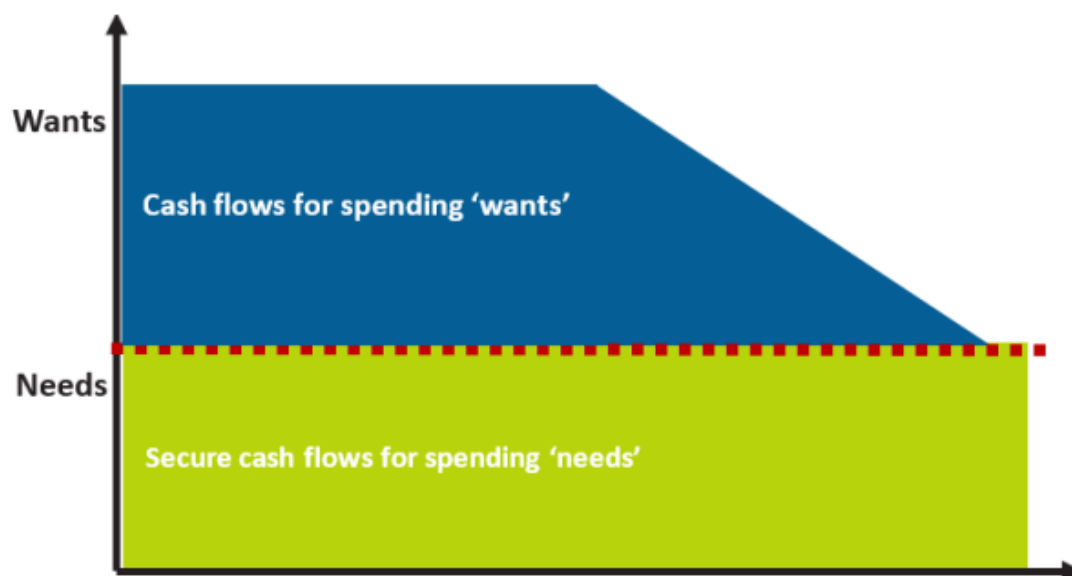 Wants
Cash flows for spending ‘wants’
Needs
Secure cash flows for spending ‘needs’